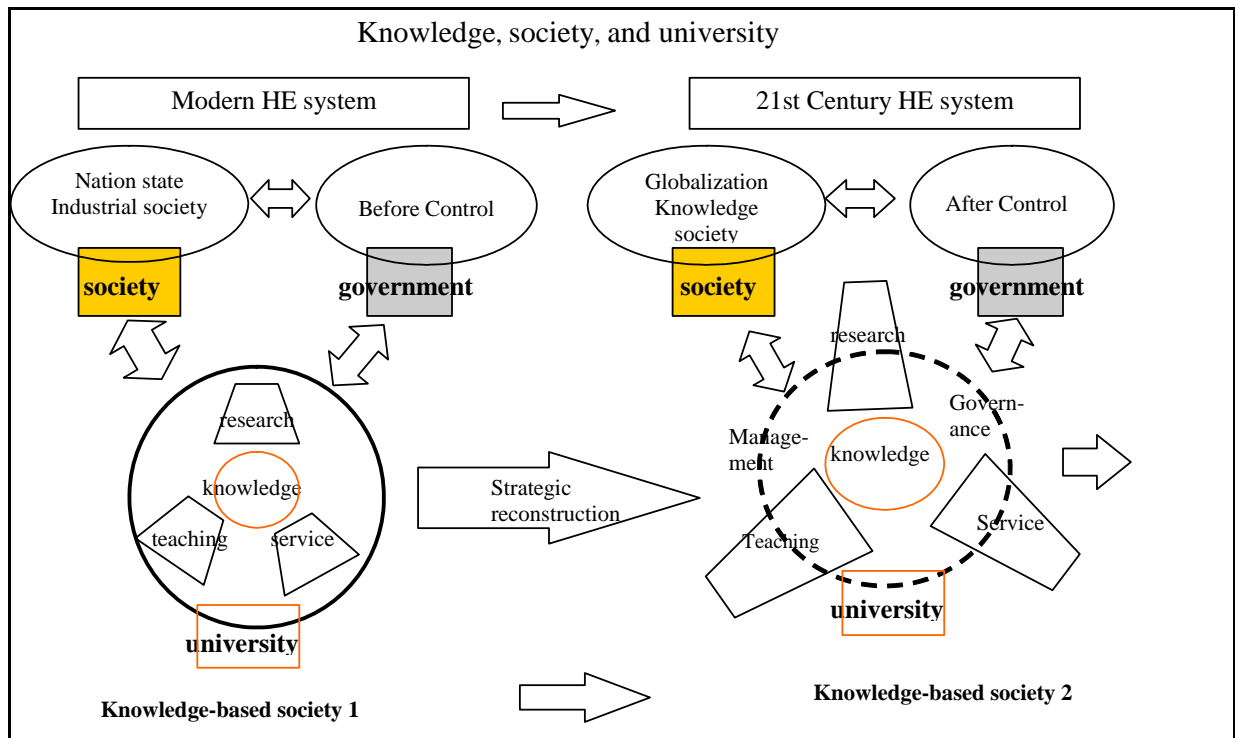 Knowledge, society, and university
Modern HE system
21st Century HE system
Nation state
Industrial society
Before Control
society
government
Globalization
Knowledge
society
After Control
society
government
research
knowledge
teaching
service
university
Strategic
reconstruction
research
Govern-
ance
Manage-
ment
knowledge
Teaching
Service
university
Knowledge-based society 1
Knowledge-based society 2